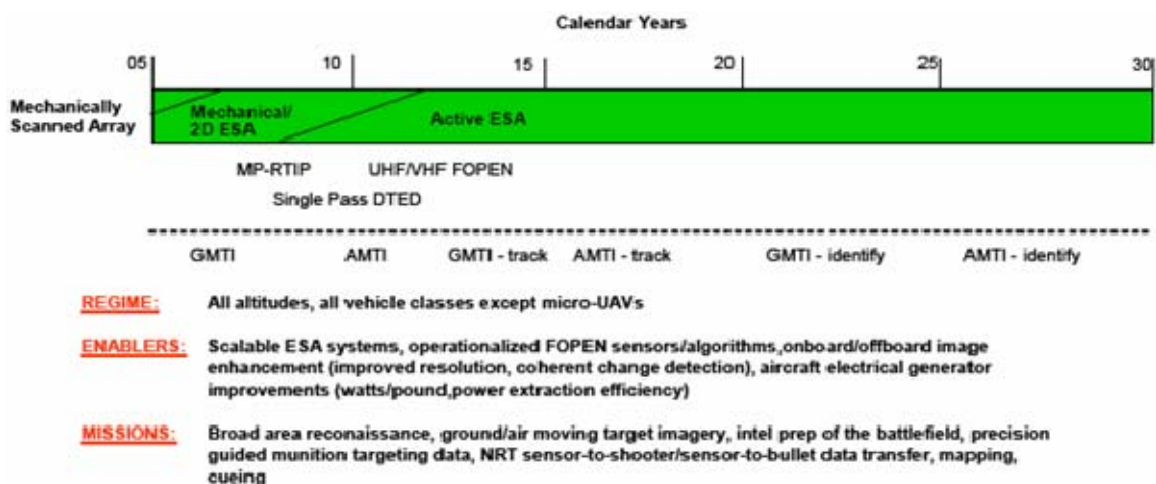 Calendar Years
05 10 15 20 25 30
Mechanically
Scanned Array
Mechanical/
2D ESA
Active ESA
MP-RTIP UHF/VHF FOPEN
Single Pass DTED
GMTI AMTI GMTI - track AMTI - track GMTI - identify AMTI - identify
REGIME: All altitudes, all vehicle classes except micro-UAVs
ENABLERS: Scalable ESA systems, operationalized FOPEN sensors/algorithms,onboard/offboard image
enhancement (improved resolution, coherent change detection), aircraft electrical generator
improvements (watts/pound,power extraction efficiency)
MISSIONS: Broad area reconaissance, ground/air moving target imagery, intel prep of the battlefield, precision
guided munition targeting data, NRT sensor-to-shooter/sensor-to-bullet data transfer, mapping,
cueing